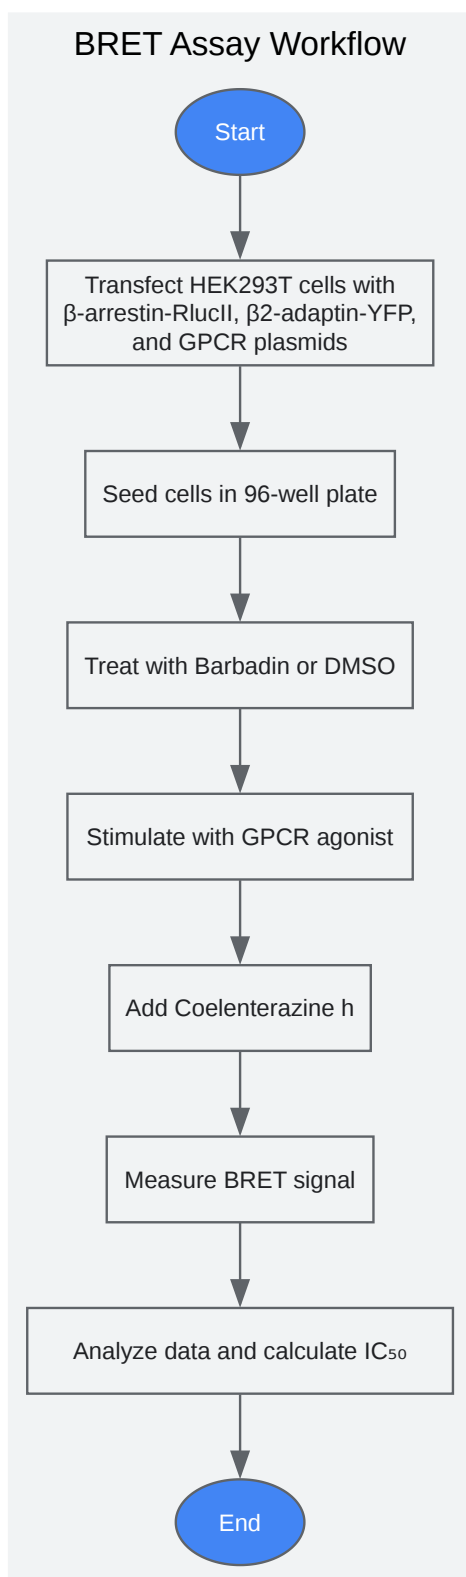 BRET Assay Workflow
Start
Transfect HEK293T cells with
β-arrestin-RlucII, β2-adaptin-YFP,
and GPCR plasmids
Seed cells in 96-well plate
Treat with Barbadin or DMSO
Stimulate with GPCR agonist
Add Coelenterazine h
Measure BRET signal
Analyze data and calculate IC₅₀
End